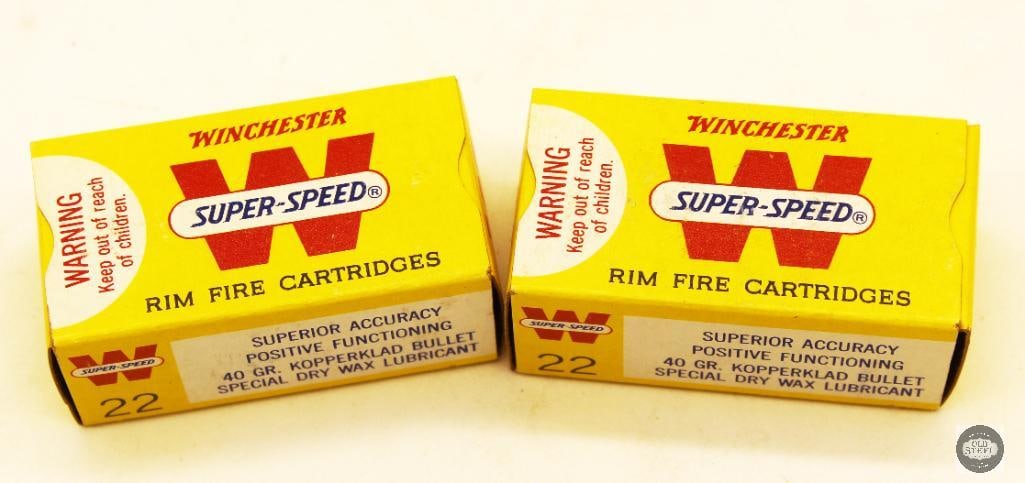 WINCHESTER
W
SUPER-SPEED®
RIM FIRE CARTRIDGES
WARNING
Keep out of reach
of children.
W
SUPER-SPEED
22
SUPERIOR ACCURACY
POSITIVE FUNCTIONING
40 GR. KOPPERKLAD BULLET
SPECIAL DRY WAX LUBRICANT
WINCHESTER
W
SUPER-SPEED®
RIM FIRE CARTRIDGES
WARNING
Keep out of reach
of children.
W
SUPER-SPEED
22
SUPERIOR ACCURACY
POSITIVE FUNCTIONING
40 GR. KOPPERKLAD BULLET
SPECIAL DRY WAX LUBRICANT
OLD
STEEL